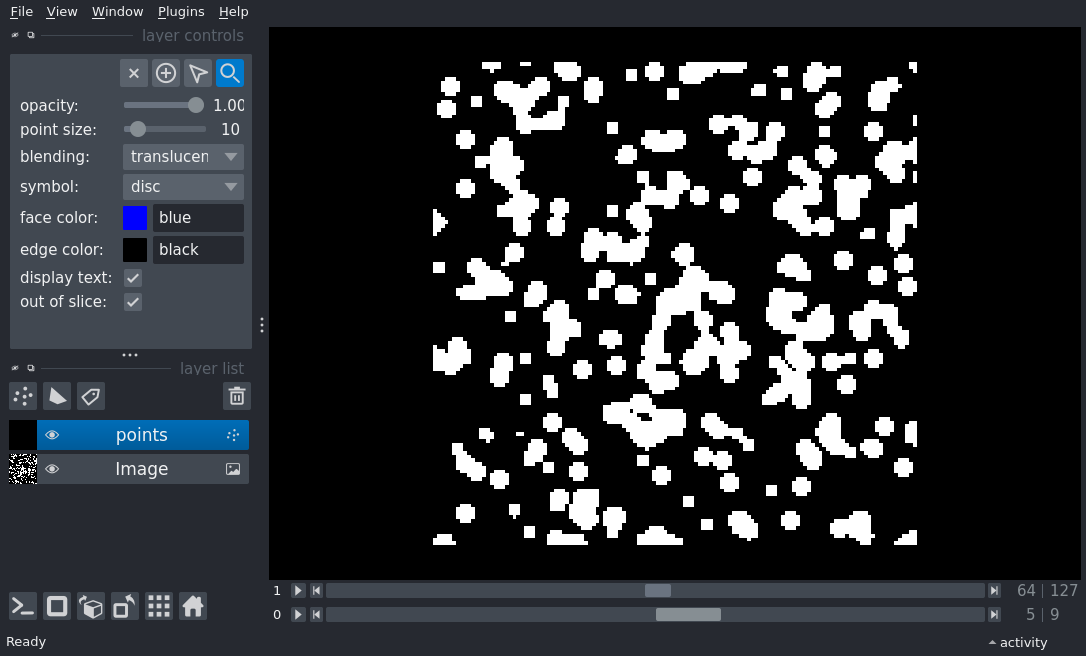 File View Window Plugins Help
layer controls
opacity: 1.00
point size: 10
blending: translucen
symbol: disc
face color: blue
edge color: black
display text:
out of slice:
layer list
points
Image
1 64 127
0 5 9
Ready activity